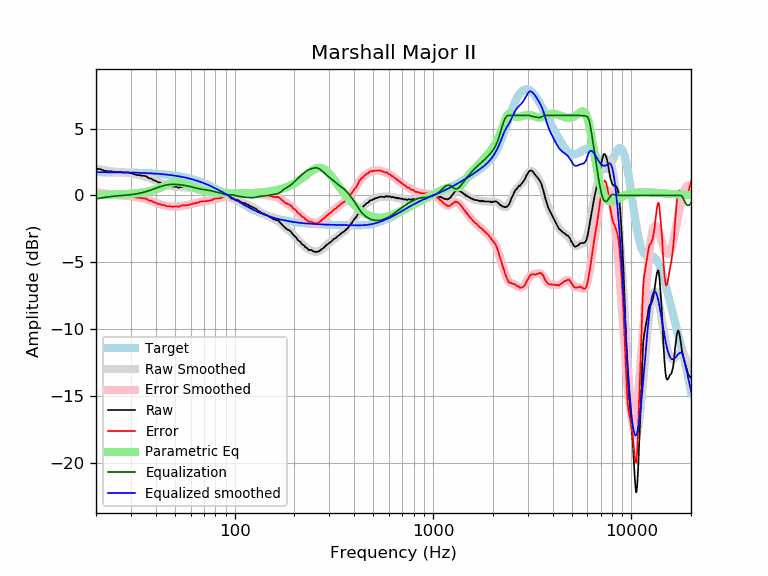 Marshall Major II
Amplitude (dBr)
5
0
−5
−10
−15
−20
Target
Raw Smoothed
Error Smoothed
Raw
Error
Parametric Eq
Equalization
Equalized smoothed
100
1000
10000
Frequency (Hz)